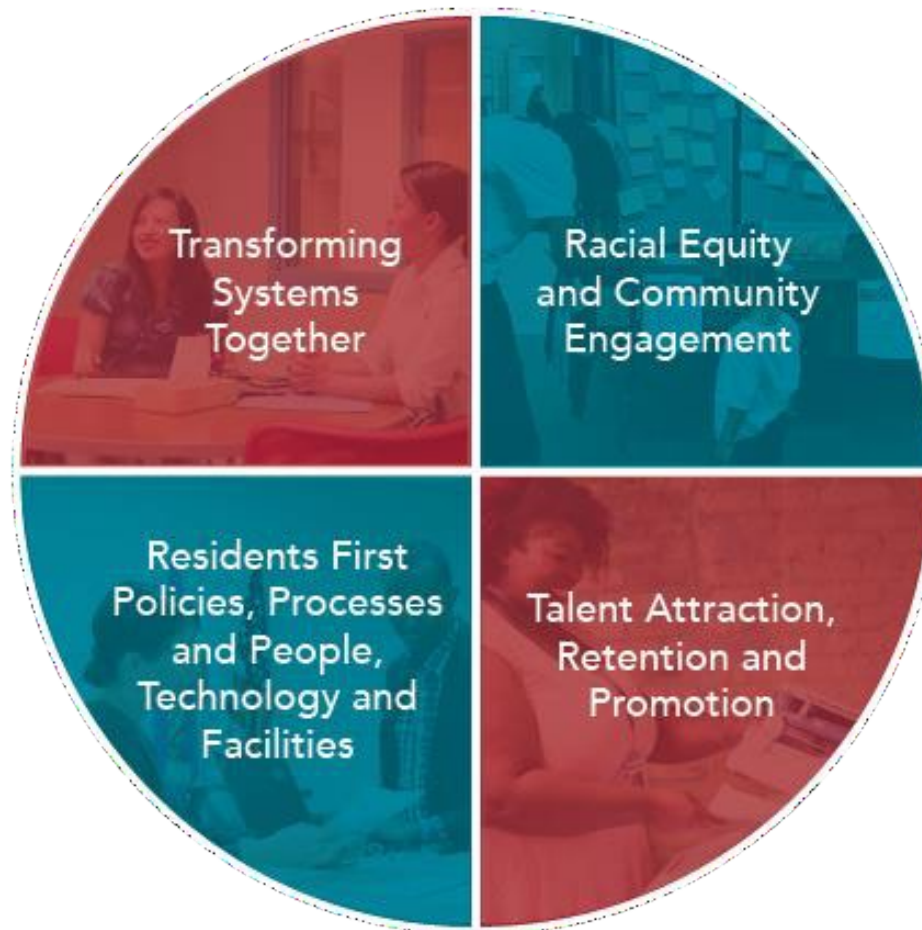 Transforming
Systems
Together
Racial Equity
and Community
Engagement
Residents First
Policies, Processes
and People,
Technology and
Facilities
Talent Attraction,
Retention and
Promotion